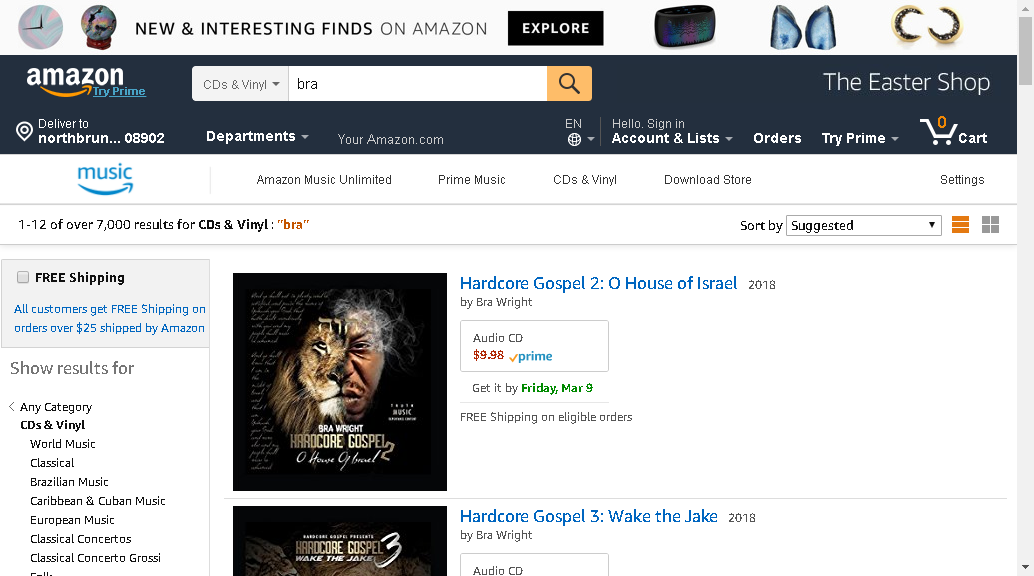 NEW & INTERESTING FINDS ON AMAZON EXPLORE
amazon
Try Prime
CDs & Vinyl
bra
The Easter Shop
Deliver to
northbrun... 08902
Departments
Your Amazon.com
EN
Hello. Sign in
Account & Lists
Orders
Try Prime
0
Cart
music
Amazon Music Unlimited
Prime Music
CDs & Vinyl
Download Store
Settings
1-12 of over 7,000 results for CDs & Vinyl : "bra"
Sort by Suggested
FREE Shipping
All customers get FREE Shipping on
orders over $25 shipped by Amazon
Show results for
Any Category
CDs & Vinyl
World Music
Classical
Brazilian Music
Caribbean & Cuban Music
European Music
Classical Concertos
Classical Concerto Grossi
TRUTH
MUSIC
BRA WRIGHT
HARDCORE GOSPEL 2
O House Of Israel
Hardcore Gospel 2: O House of Israel 2018
by Bra Wright
Audio CD
$9.98 prime
Get it by Friday, Mar 9
FREE Shipping on eligible orders
HARDCORE GOSPEL PRESENTS
HARDCORE GOSPEL 3
WAKE THE JAKE
Hardcore Gospel 3: Wake the Jake 2018
by Bra Wright
Audio CD